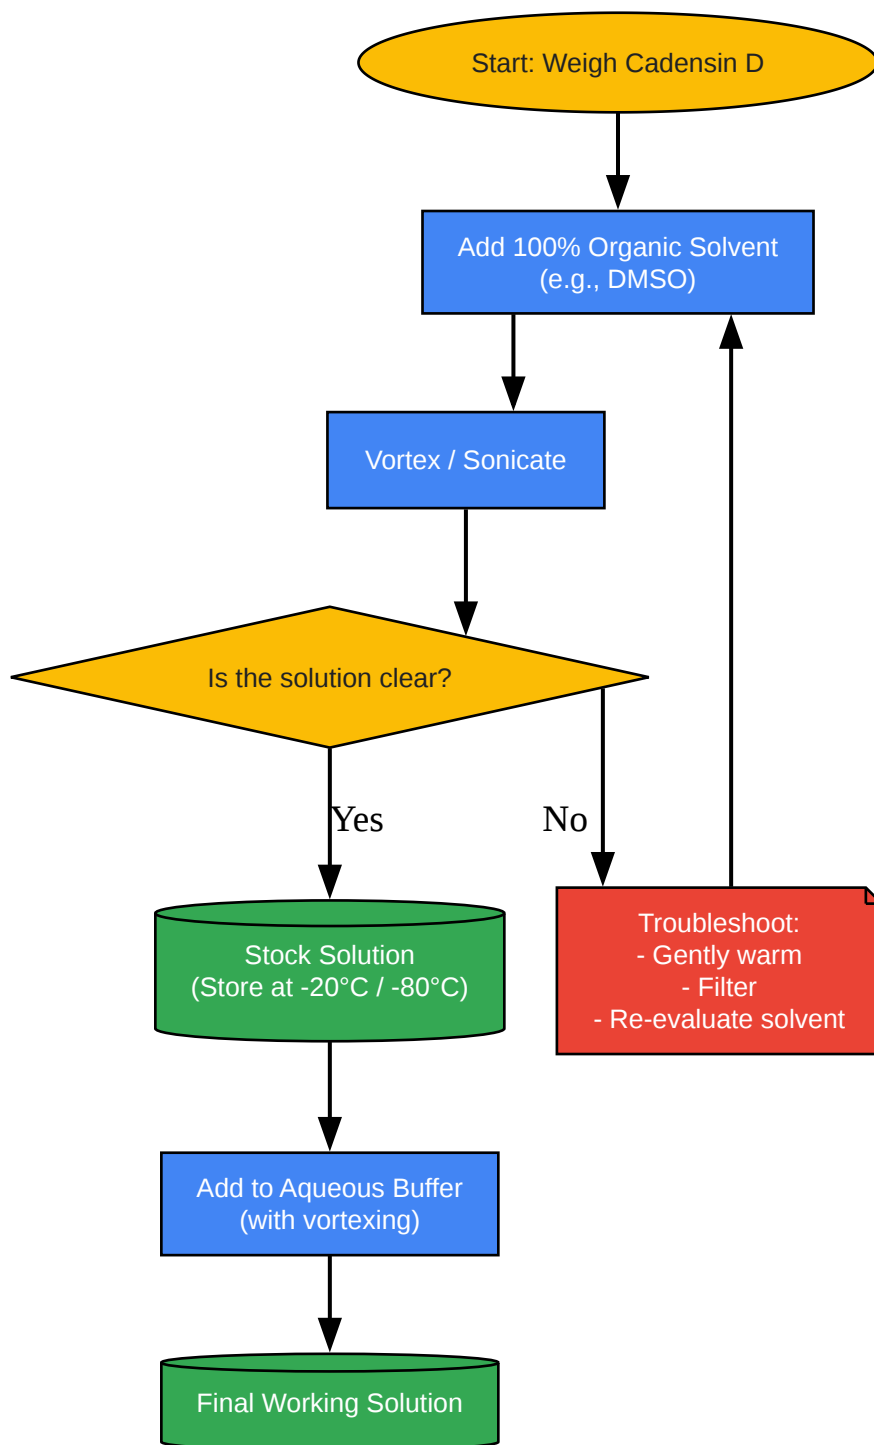 Start: Weigh Cadensin D
Add 100% Organic Solvent
(e.g., DMSO)
Vortex / Sonicate
Is the solution clear?
Yes
No
Stock Solution
(Store at -20°C / -80°C)
Troubleshoot:
- Gently warm
- Filter
- Re-evaluate solvent
Add to Aqueous Buffer
(with vortexing)
Final Working Solution